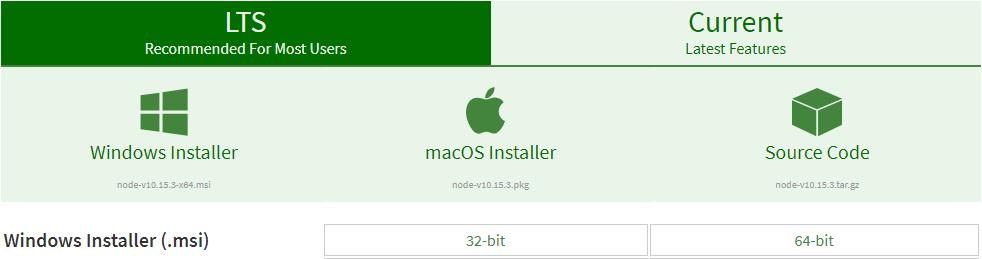 LTS
Current
Recommended For Most Users
Latest Features
Windows Installer
macOS Installer
Source Code
node-v10.15.3-x64.msi
node-v10.15.3.pkg
node-v10.15.3.tar.gz
Windows Installer (.msi)
32-bit
64-bit